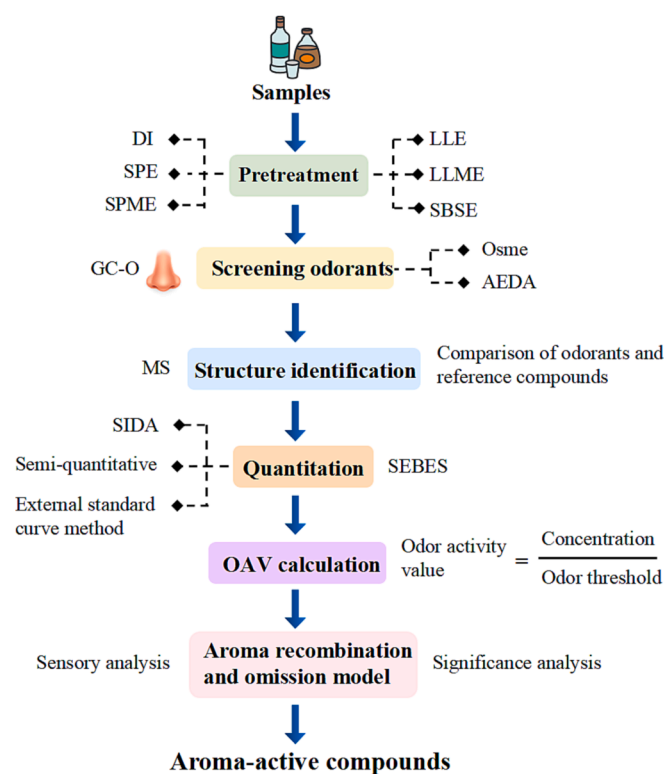 Samples
DI
SPE
SPME
Pretreatment
LLE
LLME
SBSE
GC-O
Screening odorants
Osme
AEDA
MS
Structure identification
Comparison of odorants and
reference compounds
SIDA
Semi-quantitative
External standard
curve method
Quantitation
SEBES
OAV calculation
Odor activity
value
=
Concentration
Odor threshold
Sensory analysis
Aroma recombination
and omission model
Significance analysis
Aroma-active compounds